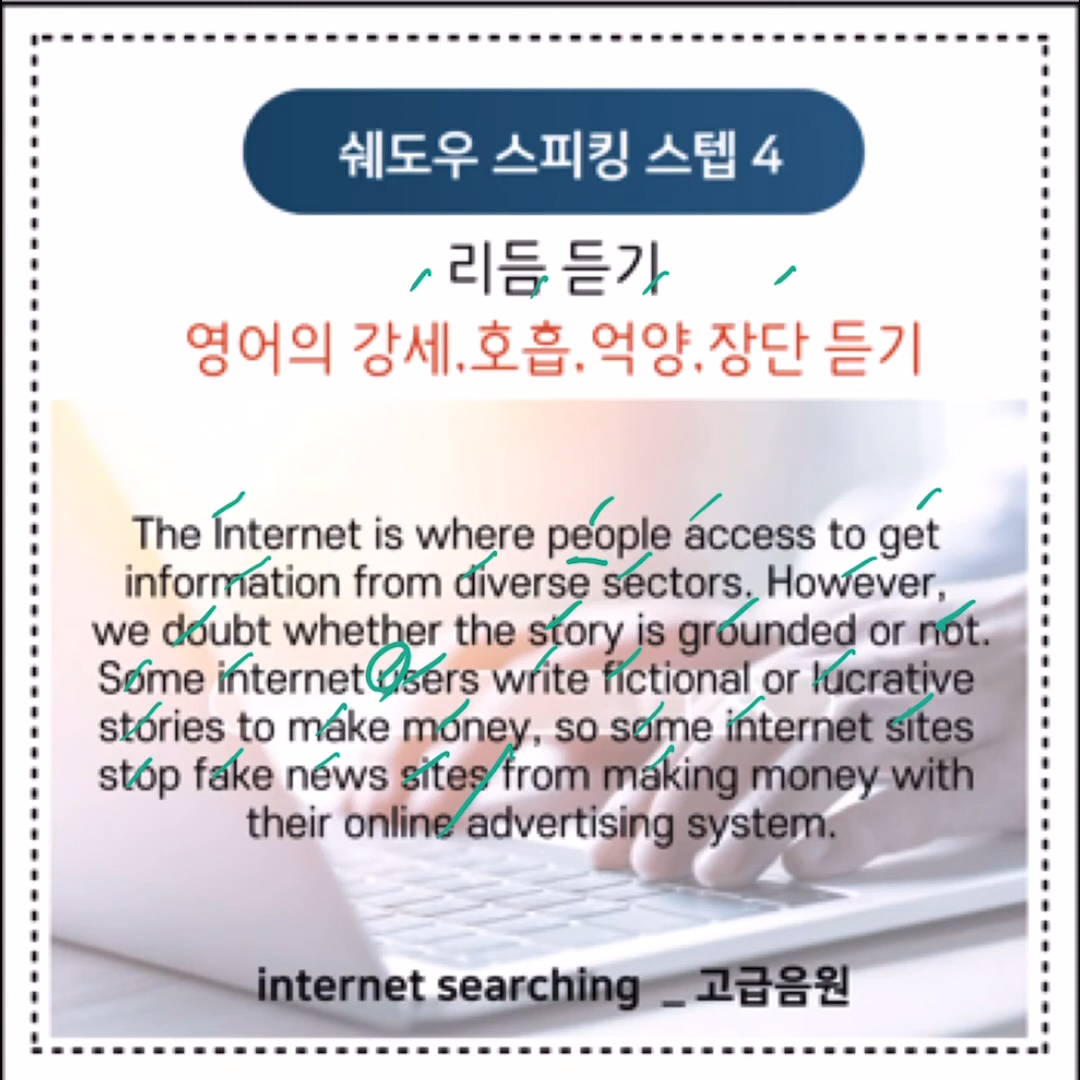 쉐도우 스피킹 스텝 4
리듬 듣기
영어의 강세.호흡.억양.장단 듣기
The Internet is where people access to get
information from diverse sectors. However,
we doubt whether the story is grounded or not.
Some internet users write fictional or lucrative
stories to make money, so some internet sites
stop fake news sites from making money with
their online advertising system.
internet searching _ 고급음원